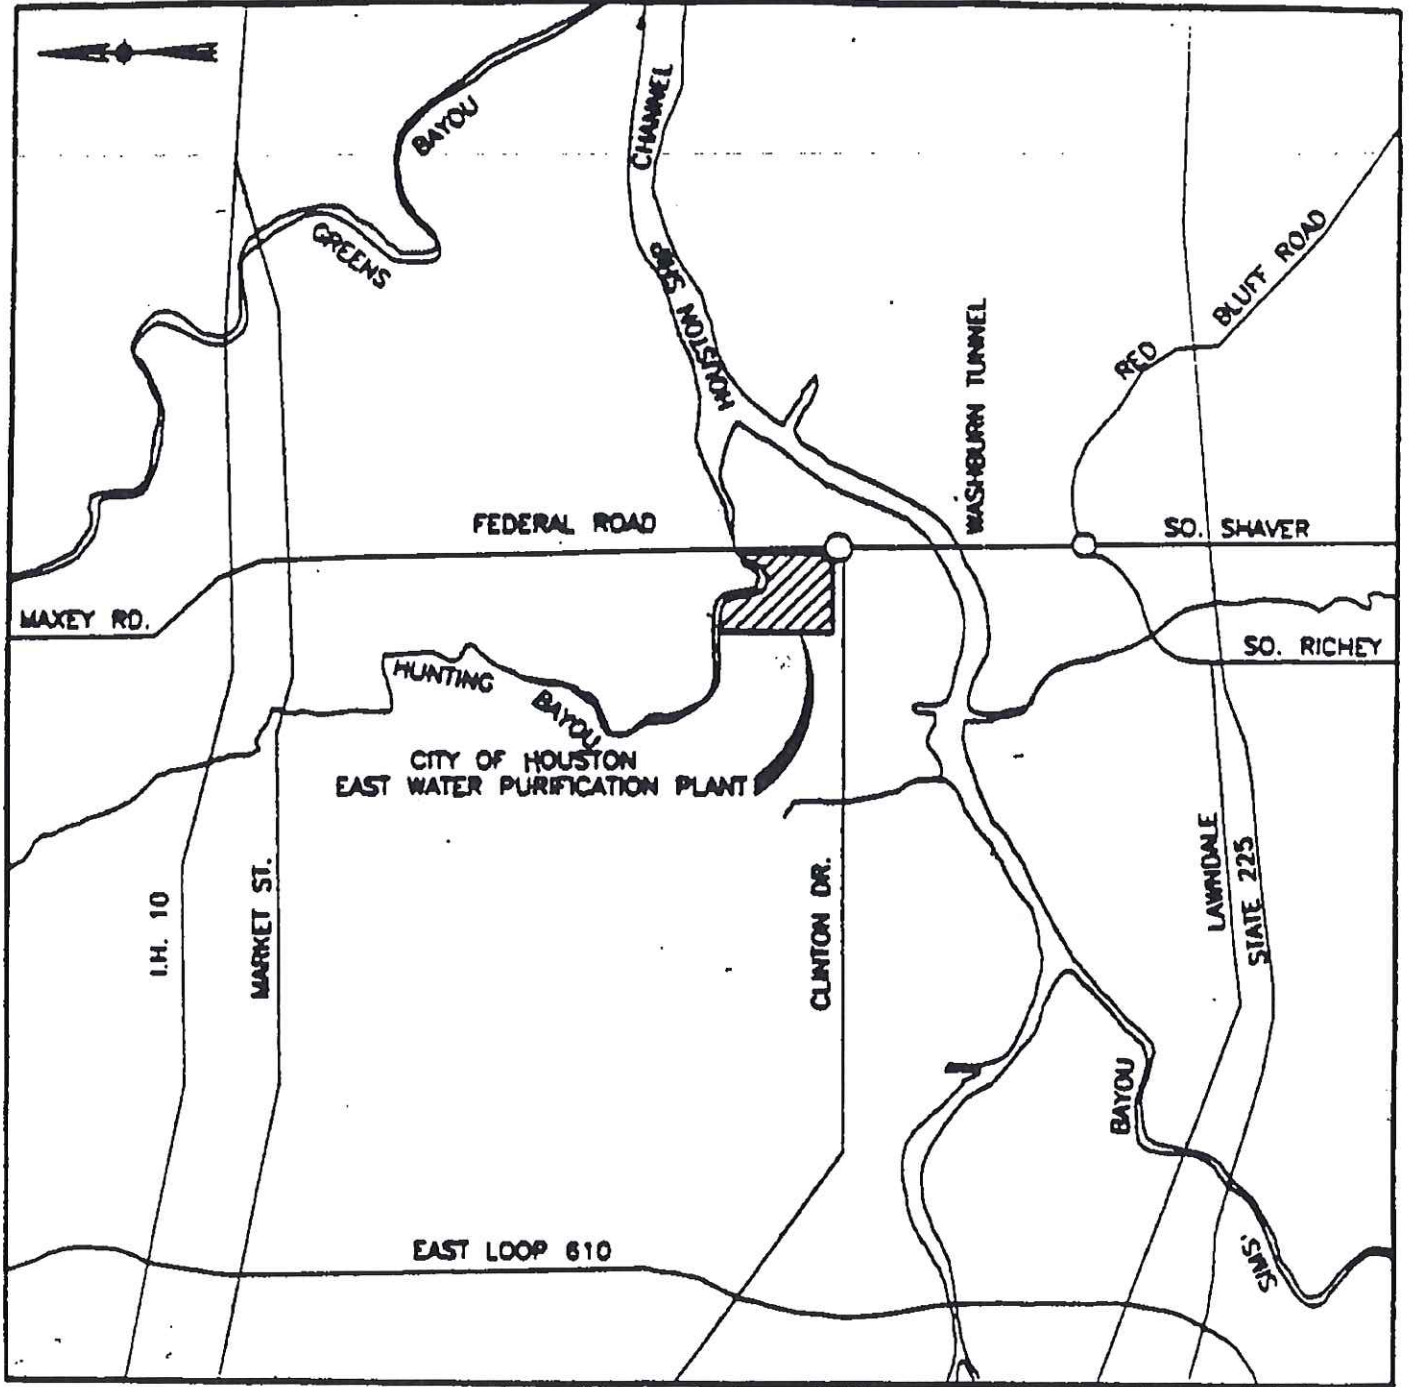 CHANNEL
BAYOU
GREENS
HOUSTON SHIP
BLUFF ROAD
RED
WASHBURN TUNNEL
FEDERAL ROAD
SO. SHAVER
MAXEY RD.
SO. RICHEY
HUNTING
BAYOU
CITY OF HOUSTON
EAST WATER PURIFICATION PLANT
I.H. 10
MARKET ST.
CLINTON DR.
LAWNDALE
STATE 225
BAYOU
SIMS
EAST LOOP 610